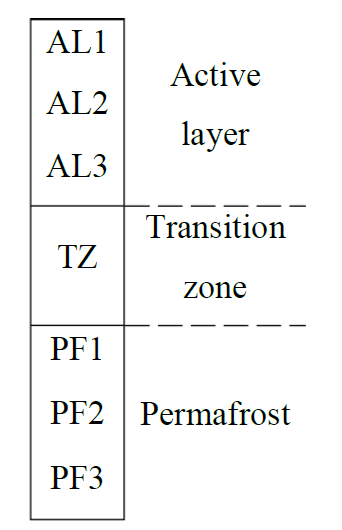 AL1
AL2
AL3
Active
layer
TZ
Transition
zone
PF1
PF2
PF3
Permafrost